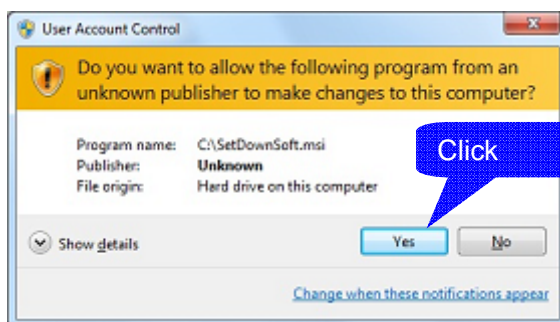 User Account Control
Do you want to allow the following program from an
unknown publisher to make changes to this computer?
Program name: C:\SetDownSoft.msi
Publisher: Unknown
File origin: Hard drive on this computer
Click
Show details
Yes
No
Change when these notifications appear